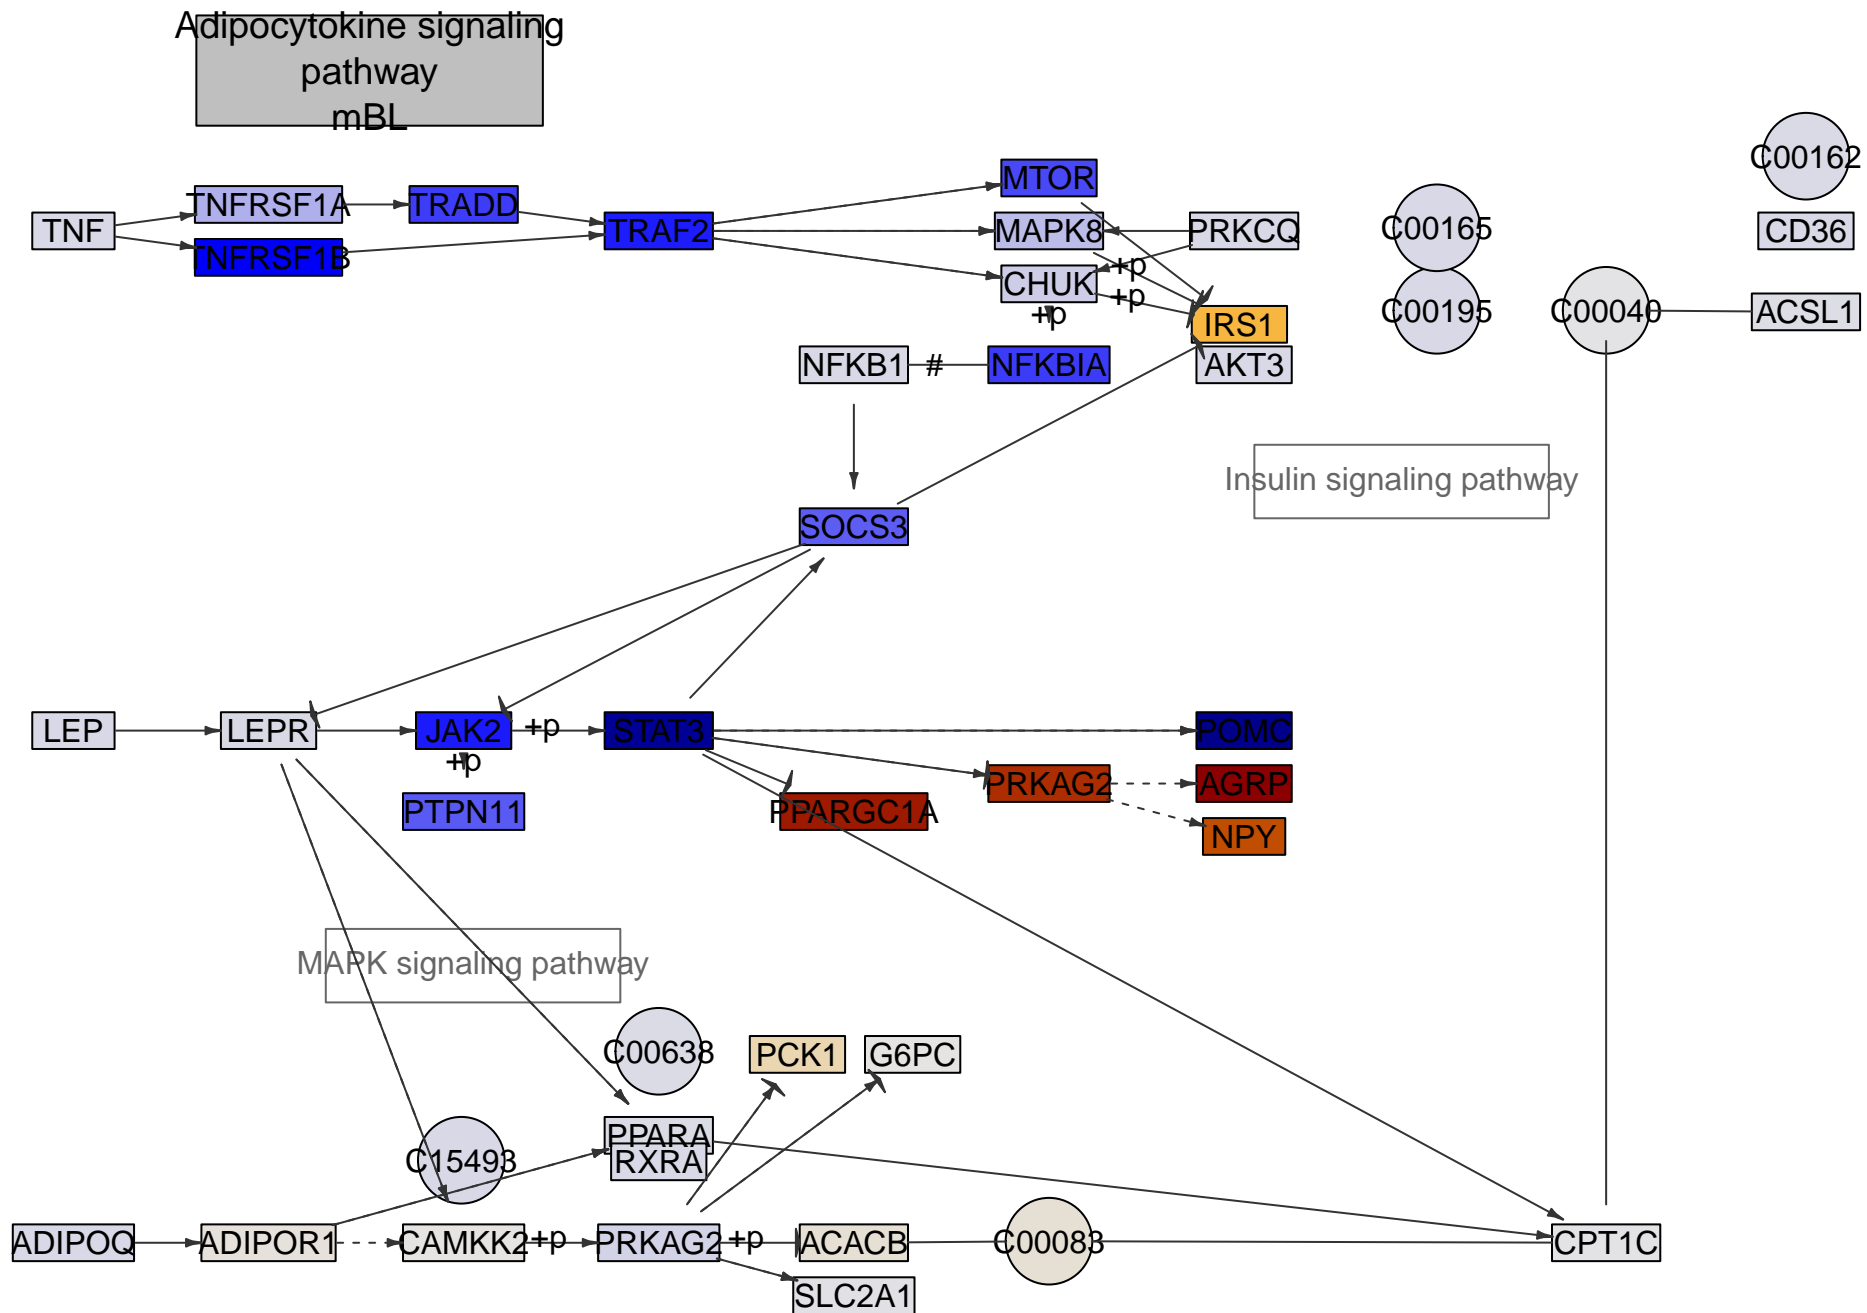 Adipocytokine signaling
pathway
mBL
C00162
MTOR
TNFRSF1A
TRADD
TNF
TRAF2
MAPK8
PRKCQ
C00165
CD36
TNFRSF1B
+p
CHUK
+p
+p
IRS1
C00195
C00040
ACSL1
NFKB1
#
NFKBIA
AKT3
Insulin signaling pathway
SOCS3
LEP
LEPR
JAK2
+p
STAT3
POMC
+p
PRKAG2
AGRP
PTPN11
PPARGC1A
NPY
MAPK signaling pathway
C00638
PCK1
G6PC
PPARA
C15493
RXRA
ADIPOQ
ADIPOR1
CAMKK2
+p
PRKAG2
+p
ACACB
C00083
CPT1C
SLC2A1